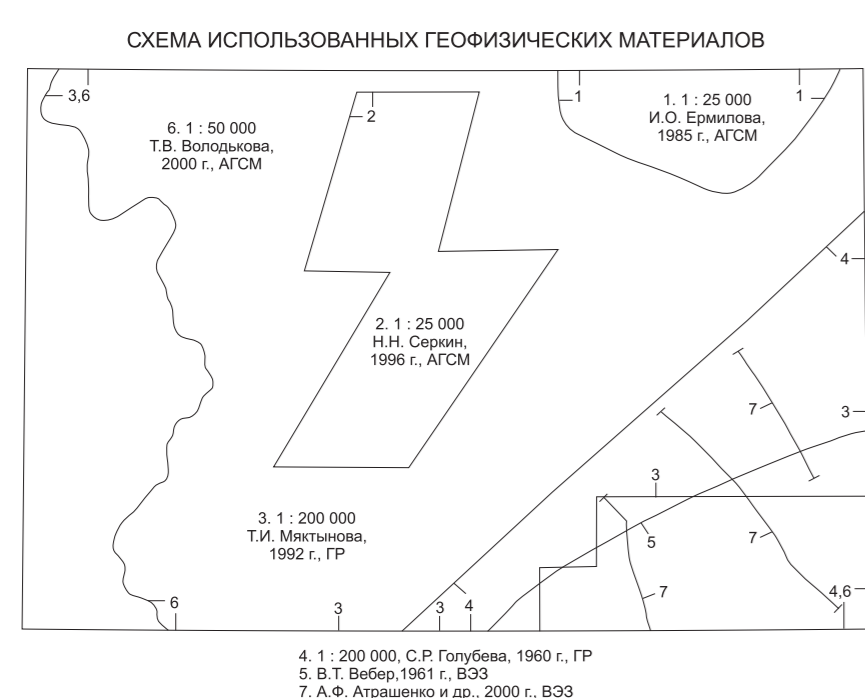 СХЕМА ИСПОЛЬЗОВАННЫХ ГЕОФИЗИЧЕСКИХ МАТЕРИАЛОВ
3,6
6. 1 : 50 000
Т.В. Володькова,
2000 г., АГСМ
2
1
1. 1 : 25 000
И.О. Ермилова,
1985 г., АГСМ
1
4
2. 1 : 25 000
Н.Н. Серкин,
1996 г., АГСМ
7
3
3
3. 1 : 200 000
Т.И. Мяктынова,
1992 г., ГР
5
7
7
4,6
6
3
3
4
4. 1 : 200 000, С.Р. Голубева, 1960 г., ГР
5. В.Т. Вебер,1961 г., ВЭЗ
7. А.Ф. Атрашенко и др., 2000 г., ВЭЗ